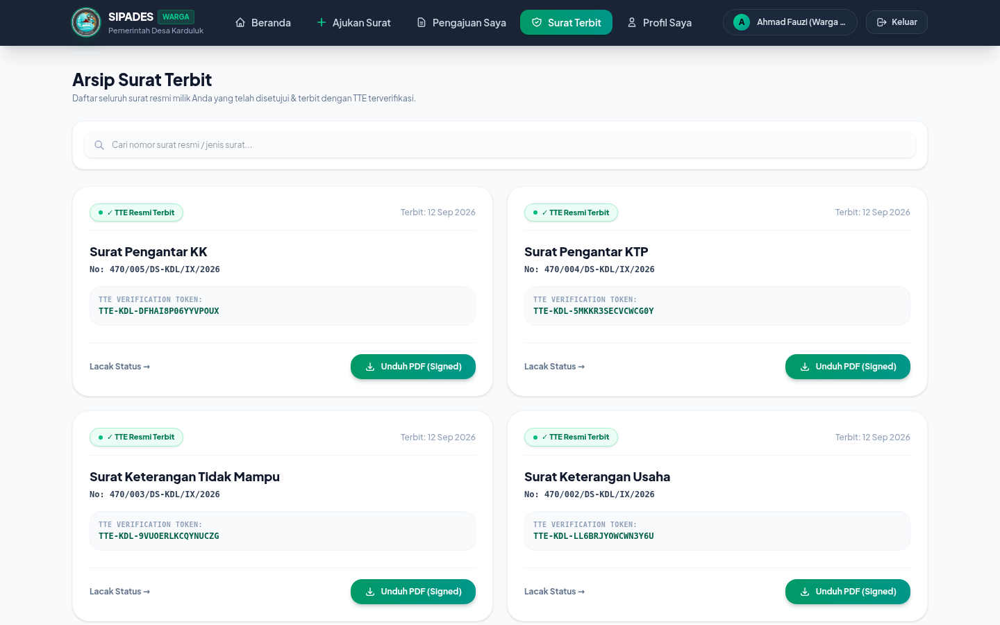 SIPADES WARGA
Pemerintah Desa Karduluk
Beranda
Ajukan Surat
Pengajuan Saya
Surat Terbit
Profil Saya
A
Ahmad Fauzi (Warga ...
Keluar
Arsip Surat Terbit
Daftar seluruh surat resmi milik Anda yang telah disetujui & terbit dengan TTE terverifikasi.
Cari nomor surat resmi / jenis surat...
✓ TTE Resmi Terbit
Terbit: 12 Sep 2026
Surat Pengantar KK
No: 470/005/DS-KDL/IX/2026
TTE VERIFICATION TOKEN:
TTE-KDL-DFHAI8P06YYVPOUX
Lacak Status →
Unduh PDF (Signed)
✓ TTE Resmi Terbit
Terbit: 12 Sep 2026
Surat Pengantar KTP
No: 470/004/DS-KDL/IX/2026
TTE VERIFICATION TOKEN:
TTE-KDL-5MKKR3SECVCWCG0Y
Lacak Status →
Unduh PDF (Signed)
✓ TTE Resmi Terbit
Terbit: 12 Sep 2026
Surat Keterangan Tidak Mampu
No: 470/003/DS-KDL/IX/2026
TTE VERIFICATION TOKEN:
TTE-KDL-9VUOERLKCQYNUCZG
Lacak Status →
Unduh PDF (Signed)
✓ TTE Resmi Terbit
Terbit: 12 Sep 2026
Surat Keterangan Usaha
No: 470/002/DS-KDL/IX/2026
TTE VERIFICATION TOKEN:
TTE-KDL-LL6BRJYOWCWN3Y6U
Lacak Status →
Unduh PDF (Signed)